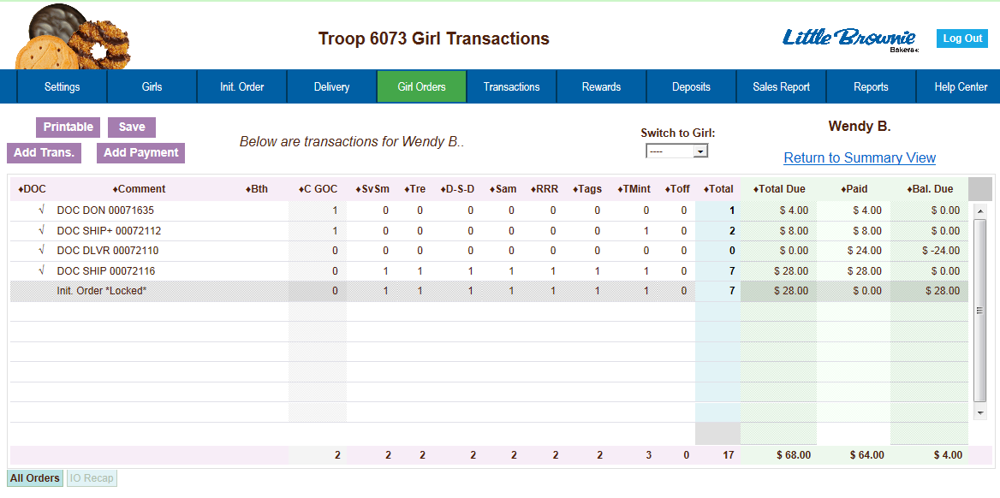 Troop 6073 Girl Transactions
Little Brownie
Bakers
Log Out
Settings Girls Init. Order Delivery Girl Orders Transactions Rewards Deposits Sales Report Reports Help Center
Printable Save
Add Trans. Add Payment
Below are transactions for Wendy B..
Switch to Girl:
----
Wendy B.
Return to Summary View
♦DOC ♦Comment ♦Bth ♦C GOC ♦SvSm ♦Tre ♦D-S-D ♦Sam ♦RRR ♦Tags ♦TMint ♦Toff ♦Total ♦Total Due ♦Paid ♦Bal. Due
√ DOC DON 00071635 1 0 0 0 0 0 0 0 0 1 $ 4.00 $ 4.00 $ 0.00
√ DOC SHIP+ 00072112 1 0 0 0 0 0 0 1 0 2 $ 8.00 $ 8.00 $ 0.00
√ DOC DLVR 00072110 0 0 0 0 0 0 0 0 0 0 $ 0.00 $ 24.00 $ -24.00
√ DOC SHIP 00072116 0 1 1 1 1 1 1 1 0 7 $ 28.00 $ 28.00 $ 0.00
Init. Order *Locked* 0 1 1 1 1 1 1 1 0 7 $ 28.00 $ 0.00 $ 28.00
2 2 2 2 2 2 2 3 0 17 $ 68.00 $ 64.00 $ 4.00
All Orders IO Recap